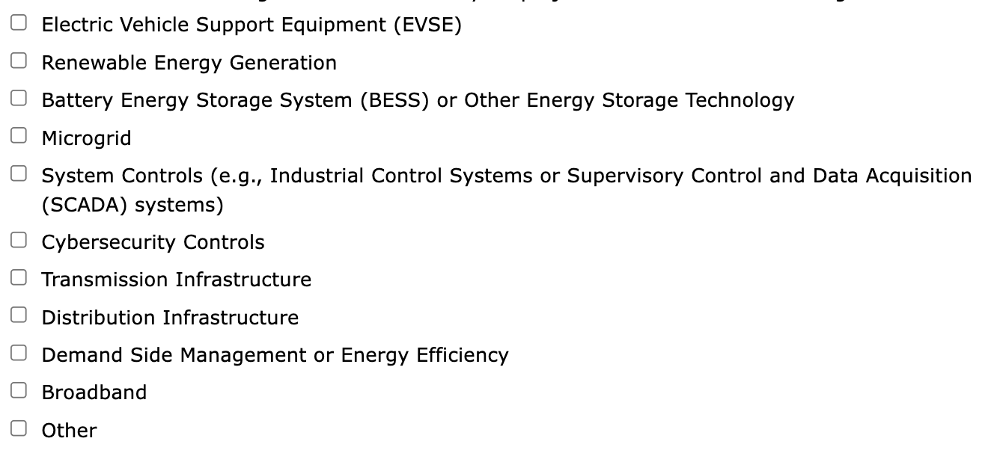 Electric Vehicle Support Equipment (EVSE)
Renewable Energy Generation
Battery Energy Storage System (BESS) or Other Energy Storage Technology
Microgrid
System Controls (e.g., Industrial Control Systems or Supervisory Control and Data Acquisition
(SCADA) systems)
Cybersecurity Controls
Transmission Infrastructure
Distribution Infrastructure
Demand Side Management or Energy Efficiency
Broadband
Other